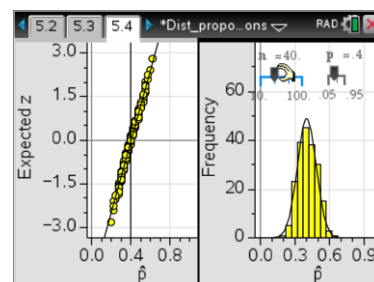 5.2 5.3 5.4 *Dist_propo...ons RAD
n =40. p =.4
10. 100. .05 .95
Expected z
3.0
1.5
0.0
-1.5
-3.0
0.0 0.4 0.8
p̂
Frequency
60
40
20
0
0.0 0.3 0.6 0.9
p̂